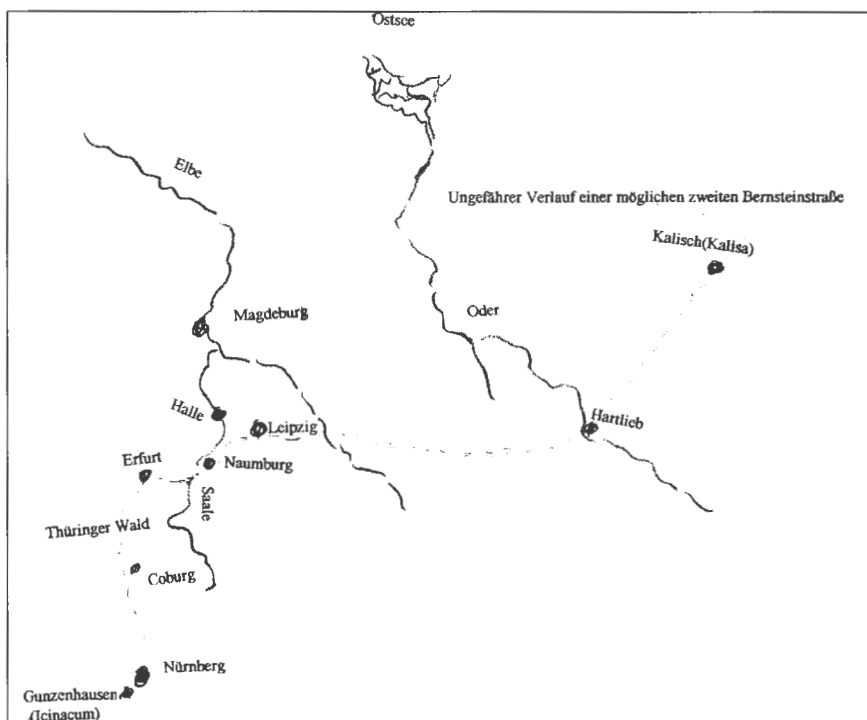 Ostsee
Elbe
Ungefährer Verlauf einer möglichen zweiten Bernsteinstraße
Kalisch(Kalisa)
Magdeburg
Oder
Halle
Leipzig
Hartlieb
Erfurt
Naumburg
Saale
Thüringer Wald
Coburg
Nürnberg
Gunzenhausen
(Icinacum)